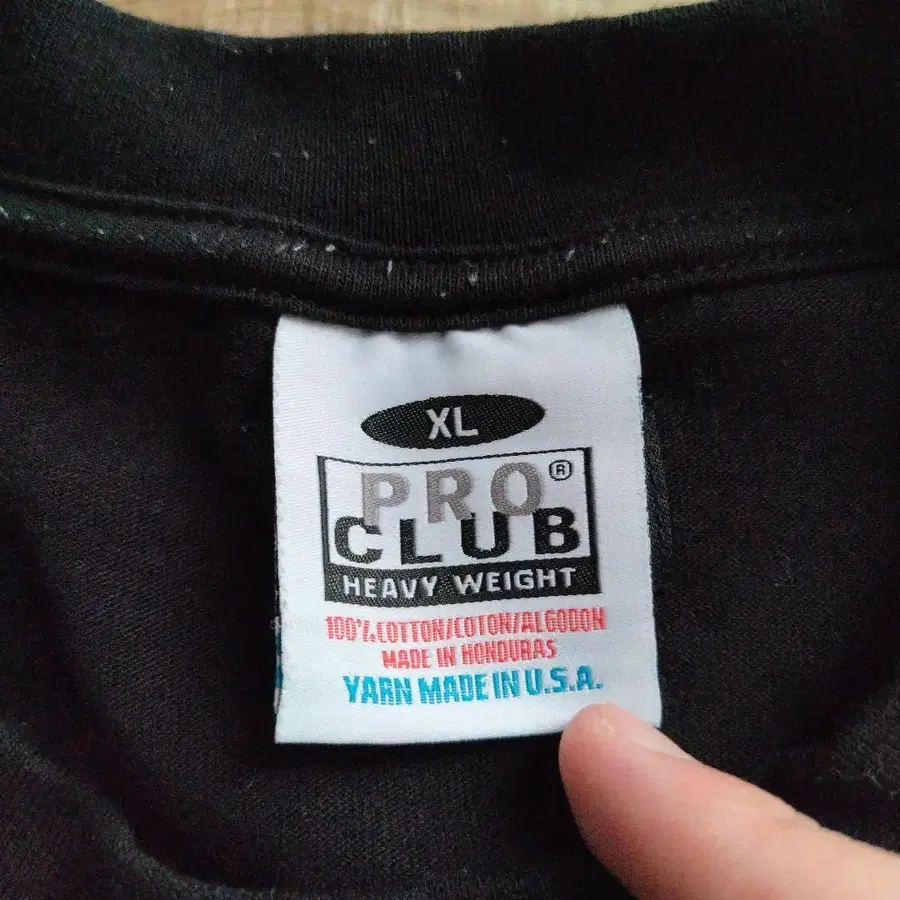 XL
PRO®
CLUB
HEAVY WEIGHT
100% COTTON/COTON/ALGODON
MADE IN HONDURAS
YARN MADE IN U.S.A.